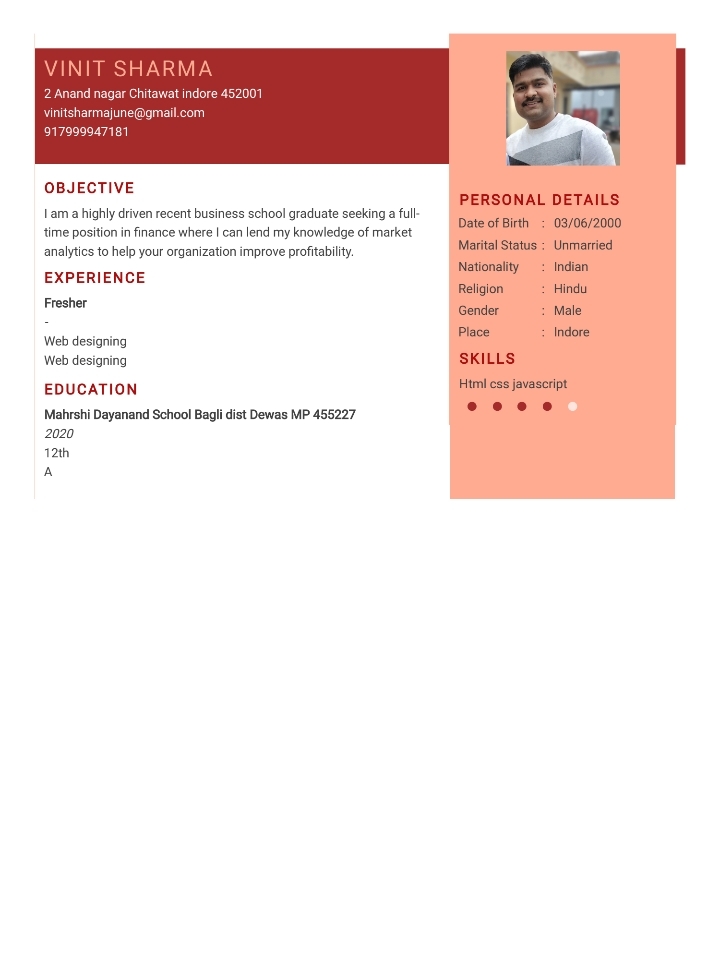 VINIT SHARMA
2 Anand nagar Chitawat indore 452001
vinitsharmajune@gmail.com
917999947181
OBJECTIVE
I am a highly driven recent business school graduate seeking a full-
time position in finance where I can lend my knowledge of market
analytics to help your organization improve profitability.
EXPERIENCE
Fresher
-
Web designing
Web designing
EDUCATION
Mahrshi Dayanand School Bagli dist Dewas MP 455227
2020
12th
A
PERSONAL DETAILS
Date of Birth : 03/06/2000
Marital Status : Unmarried
Nationality : Indian
Religion : Hindu
Gender : Male
Place : Indore
SKILLS
Html css javascript